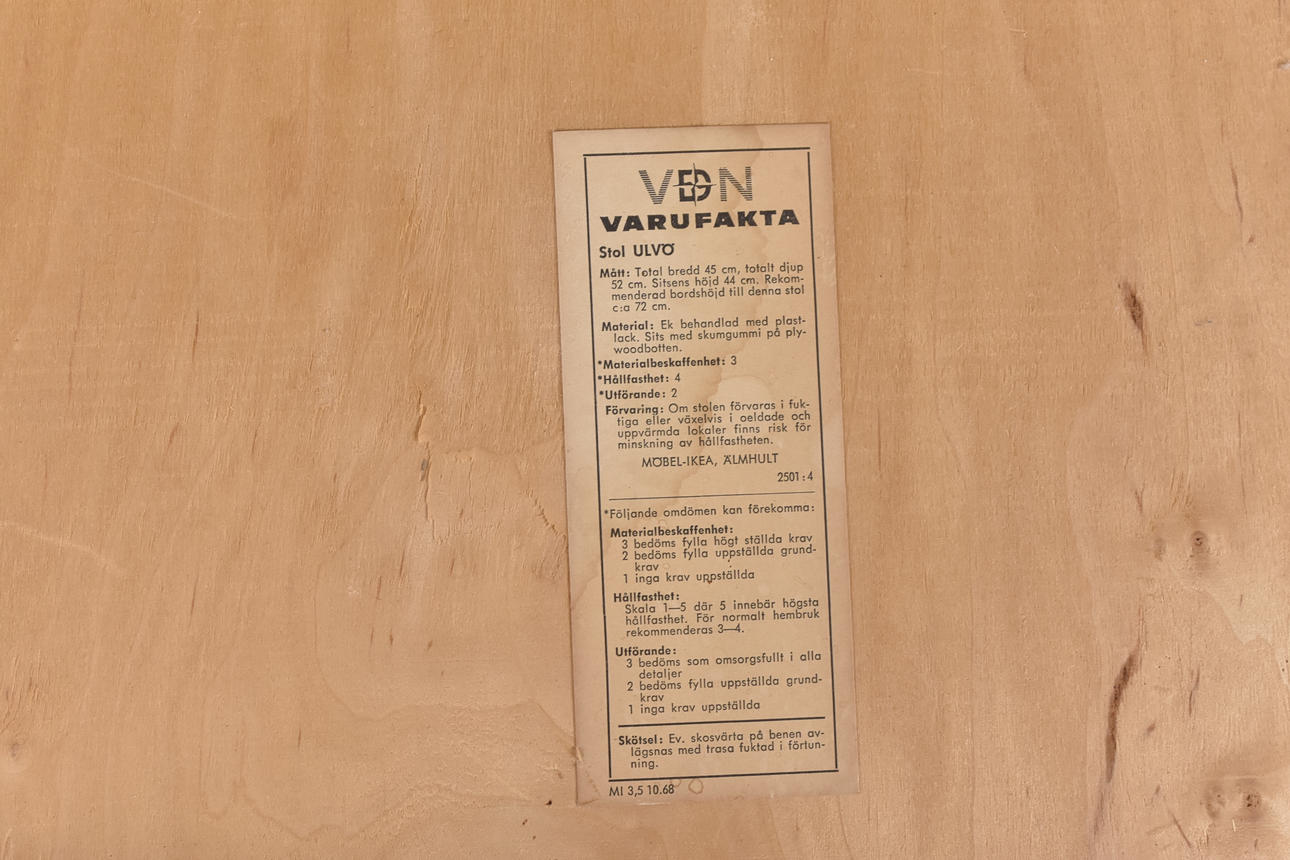 VDN
VARUFAKTA
Stol ULVÖ
Mått: Total bredd 45 cm, totalt djup
52 cm. Sitsens höjd 44 cm. Rekom-
menderad bordshöjd till denna stol
c:a 72 cm.
Material: Ek behandlad med plast-
lack. Sits med skumgummi på ply-
woodbotten.
*Materialbeskaffenhet: 3
*Hållfasthet: 4
*Utförande: 2
Förvaring: Om stolen förvaras i fuk-
tiga eller växelvis i oeldade och
uppvärmda lokaler finns risk för
minskning av hållfastheten.
MÖBEL-IKEA, ÄLMHULT
2501:4
*Följande omdömen kan förekomma:
Materialbeskaffenhet:
3 bedöms fylla högt ställda krav
2 bedöms fylla uppställda grund-
krav
1 inga krav uppställda
Hållfasthet:
Skala 1—5 där 5 innebär högsta
hållfasthet. För normalt hembruk
rekommenderas 3—4.
Utförande:
3 bedöms som omsorgsfullt i alla
detaljer
2 bedöms fylla uppställda grund-
krav
1 inga krav uppställda
Skötsel: Ev. skosvärta på benen av-
lägsnas med trasa fuktad i förtun-
ning.
MI 3,5 10.68